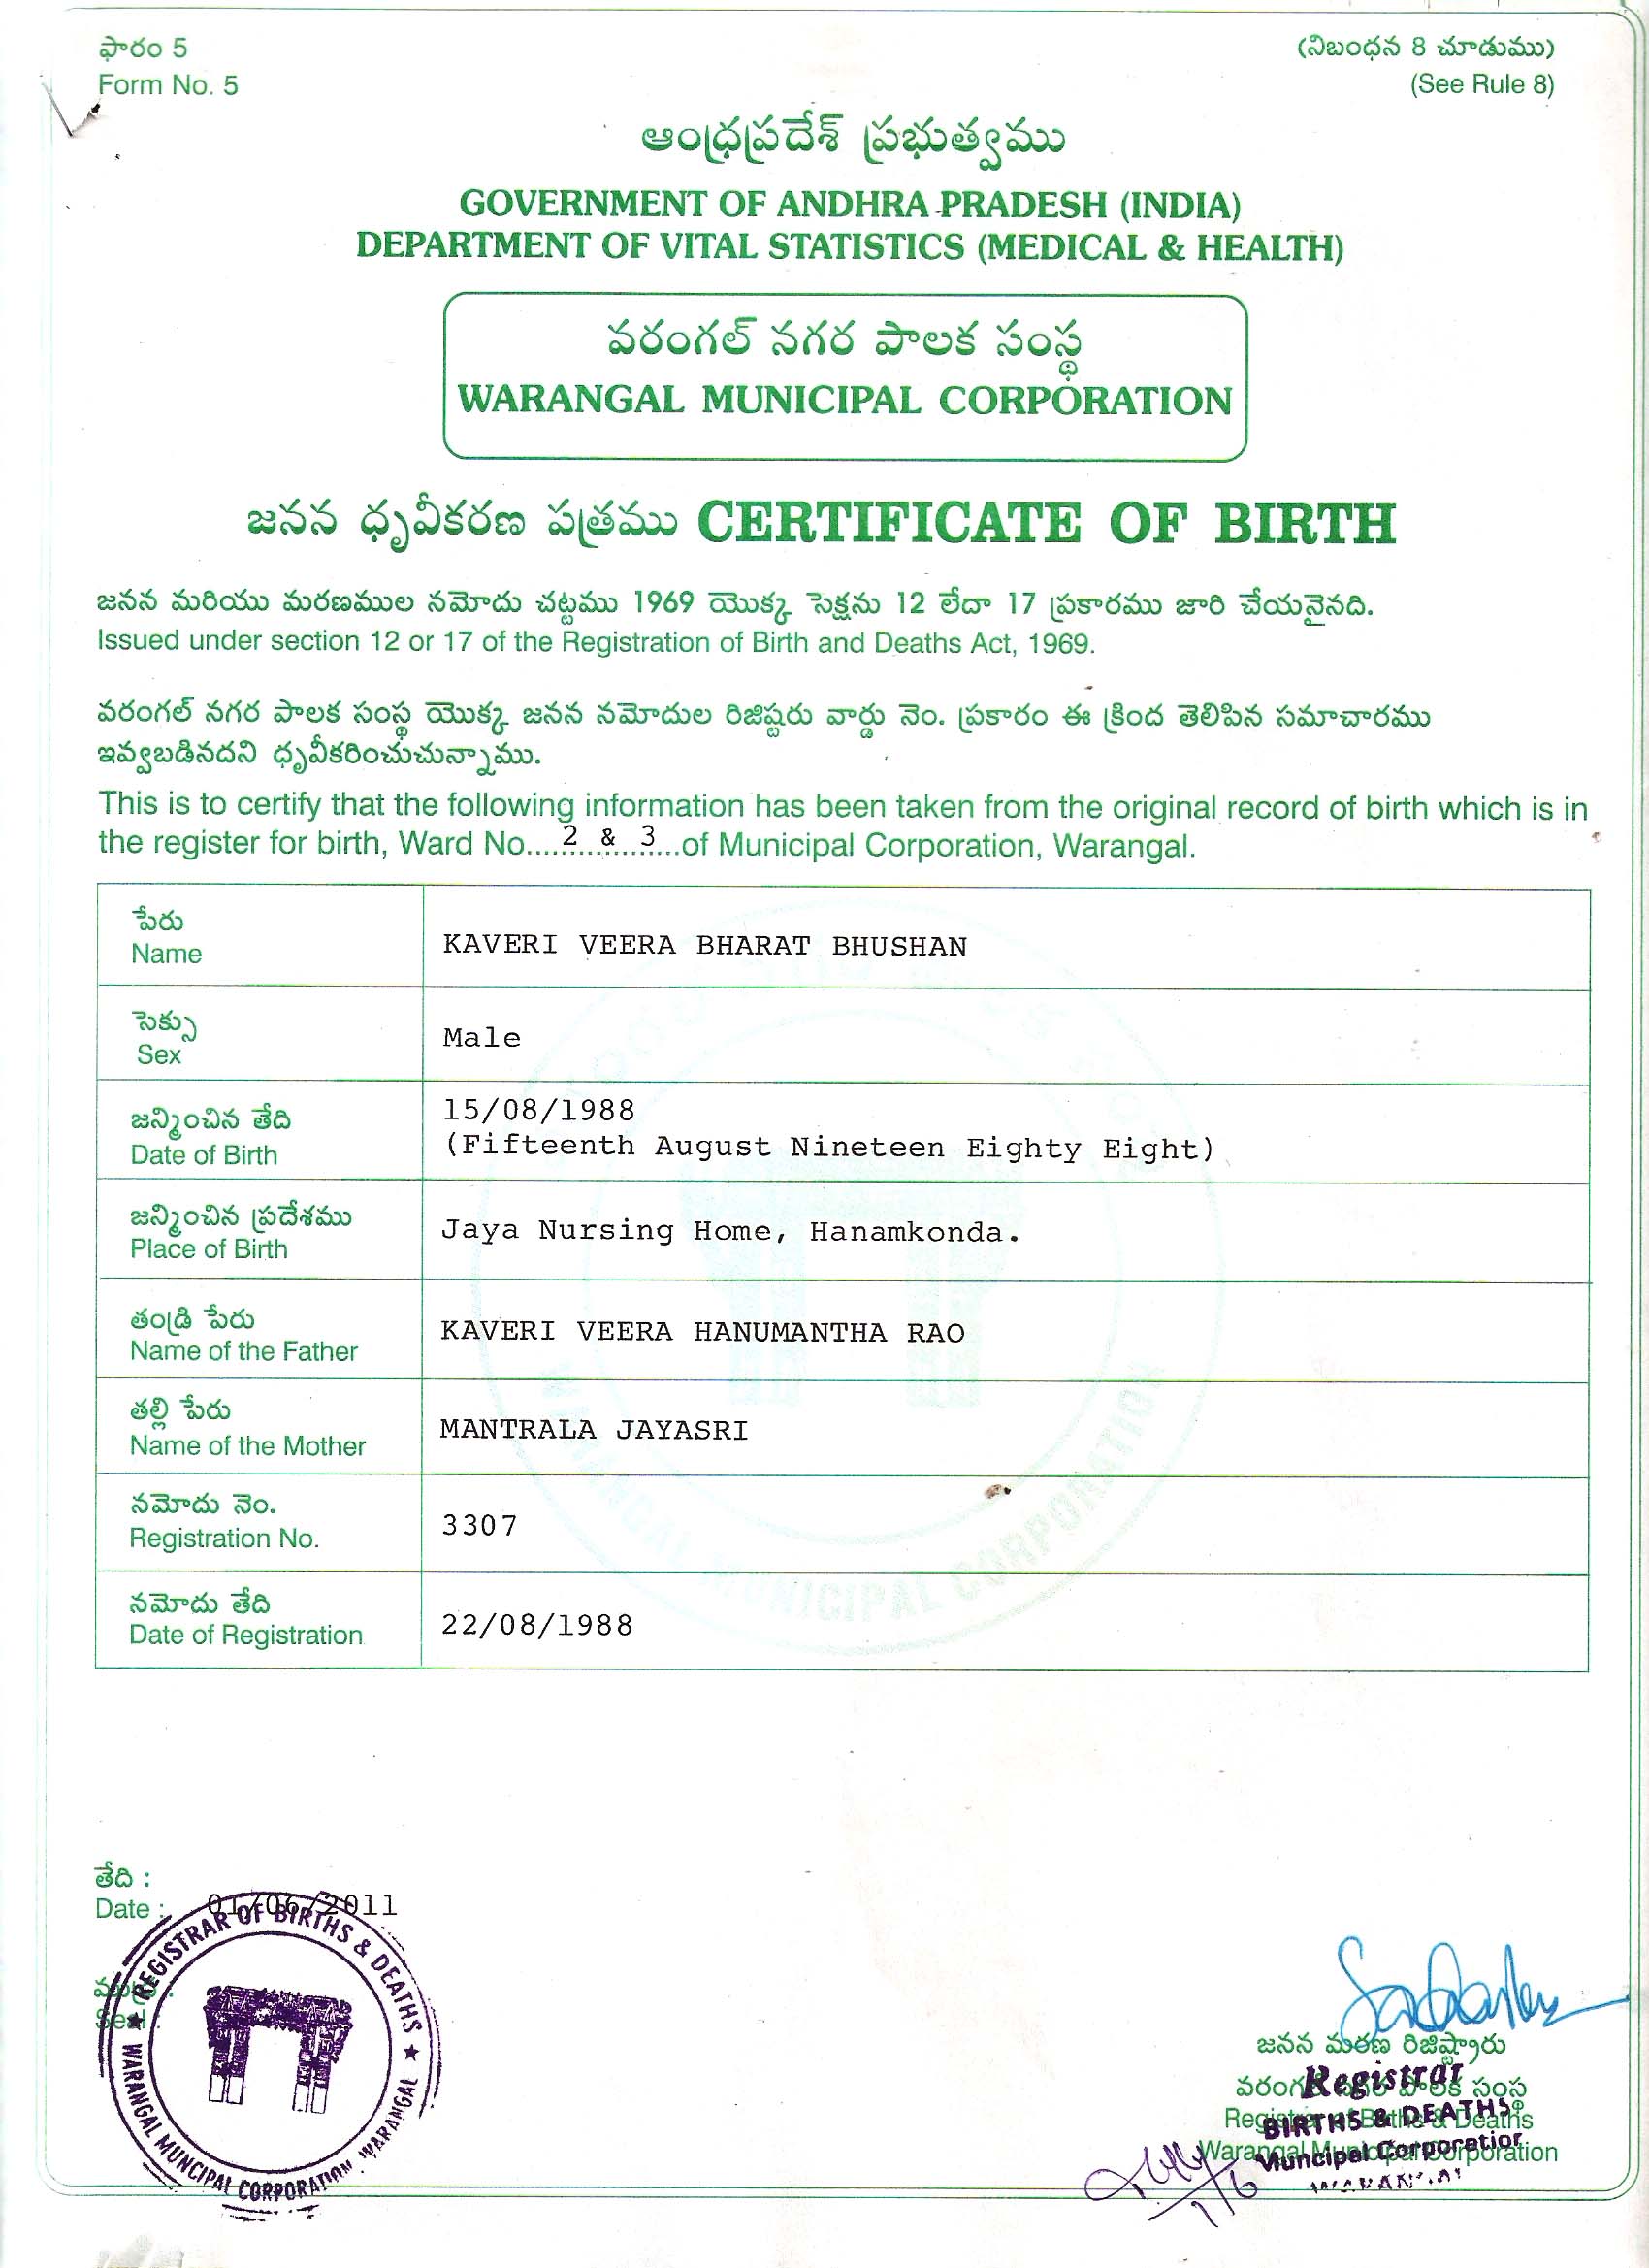 ఫారం 5
(నిబంధన 8 చూడుము)
Form No. 5
(See Rule 8)
ఆంధ్రప్రదేశ్ ప్రభుత్వము
GOVERNMENT OF ANDHRA PRADESH (INDIA)
DEPARTMENT OF VITAL STATISTICS (MEDICAL & HEALTH)
వరంగల్ నగర పాలక సంస్థ
WARANGAL MUNICIPAL CORPORATION
జనన ధృవీకరణ పత్రము CERTIFICATE OF BIRTH
జనన మరియు మరణముల నమోదు చట్టము 1969 యొక్క సెక్షను 12 లేదా 17 ప్రకారము జారి చేయనైనది.
Issued under section 12 or 17 of the Registration of Birth and Deaths Act, 1969.
వరంగల్ నగర పాలక సంస్థ యొక్క జనన నమోదుల రిజిష్టరు వార్డు నెం. ప్రకారం ఈ క్రింద తెలిపిన సమాచారము
ఇవ్వబడినదని ధృవీకరించుచున్నాము.
This is to certify that the following information has been taken from the original record of birth which is in
the register for birth, Ward No....2 & 3...of Municipal Corporation, Warangal.
పేరు
Name
KAVERI VEERA BHARAT BHUSHAN
సెక్సు
Sex
Male
జన్మించిన తేది
Date of Birth
15/08/1988
(Fifteenth August Nineteen Eighty Eight)
జన్మించిన ప్రదేశము
Place of Birth
Jaya Nursing Home, Hanamkonda.
తండ్రి పేరు
Name of the Father
KAVERI VEERA HANUMANTHA RAO
తల్లి పేరు
Name of the Mother
MANTRALA JAYASRI
నమోదు నెం.
Registration No.
3307
నమోదు తేది
Date of Registration
22/08/1988
WARANGAL MUNICIPAL CORPORATION
తేది :
Date : 01/06/2011
REGISTRAR OF BIRTHS & DEATHS
WARANGAL MUNCIPAL CORPORATION WARANGAL
Seal :
జనన మరణ రిజిష్ట్రారు
వరంగల్ నగర పాలక సంస్థ
Registrar of Births & Deaths
Warangal Municipal Corporation
Registrar
BIRTHS & DEATHS
Muncipal Corporation
WARANGAL